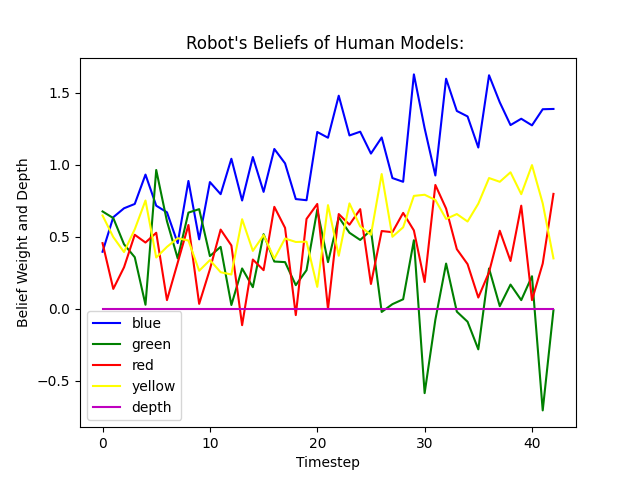 Robot's Beliefs of Human Models:
Belief Weight and Depth
1.5
1.0
0.5
0.0
−0.5
blue
green
red
yellow
depth
0
10
20
30
40
Timestep